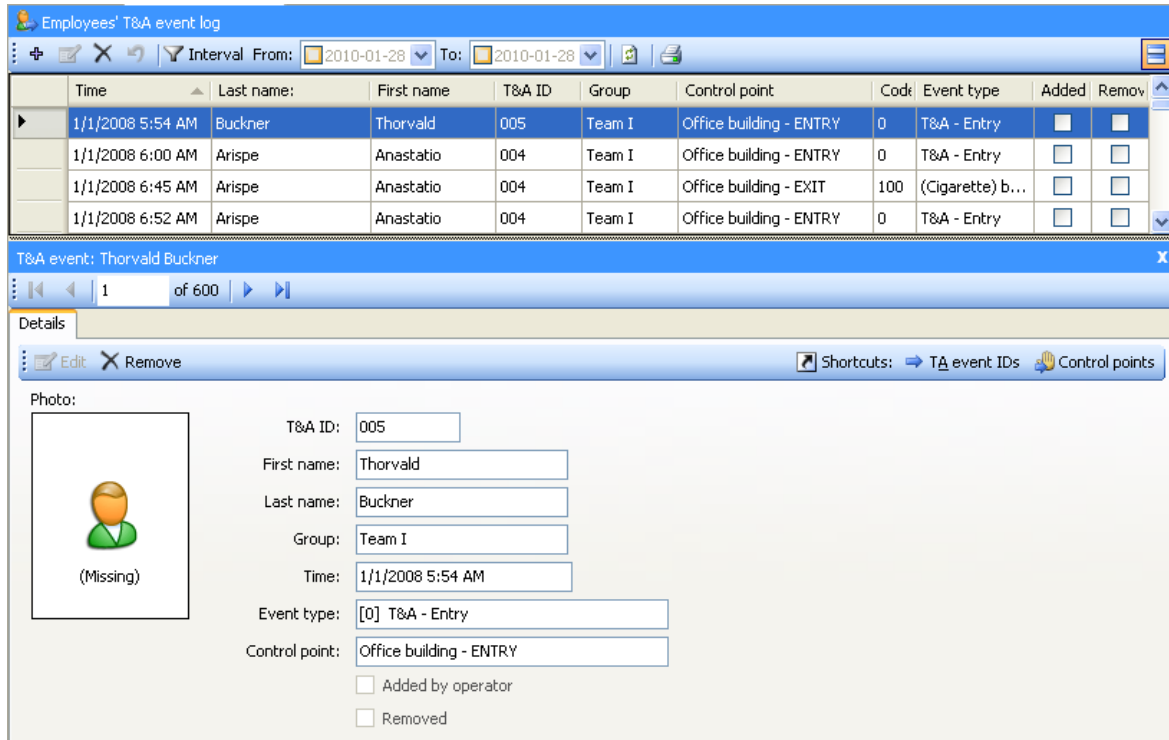 Employees' T&A event log
Interval From: 2010-01-28 To: 2010-01-28
Time Last name: First name T&A ID Group Control point Code Event type Added Remov
1/1/2008 5:54 AM Buckner Thorvald 005 Team I Office building - ENTRY 0 T&A - Entry
1/1/2008 6:00 AM Arispe Anastatio 004 Team I Office building - ENTRY 0 T&A - Entry
1/1/2008 6:45 AM Arispe Anastatio 004 Team I Office building - EXIT 100 (Cigarette) b...
1/1/2008 6:52 AM Arispe Anastatio 004 Team I Office building - ENTRY 0 T&A - Entry
T&A event: Thorvald Buckner x
1 of 600
Details
Edit Remove Shortcuts: TA event IDs Control points
Photo:
(Missing)
T&A ID: 005
First name: Thorvald
Last name: Buckner
Group: Team I
Time: 1/1/2008 5:54 AM
Event type: [0] T&A - Entry
Control point: Office building - ENTRY
Added by operator
Removed